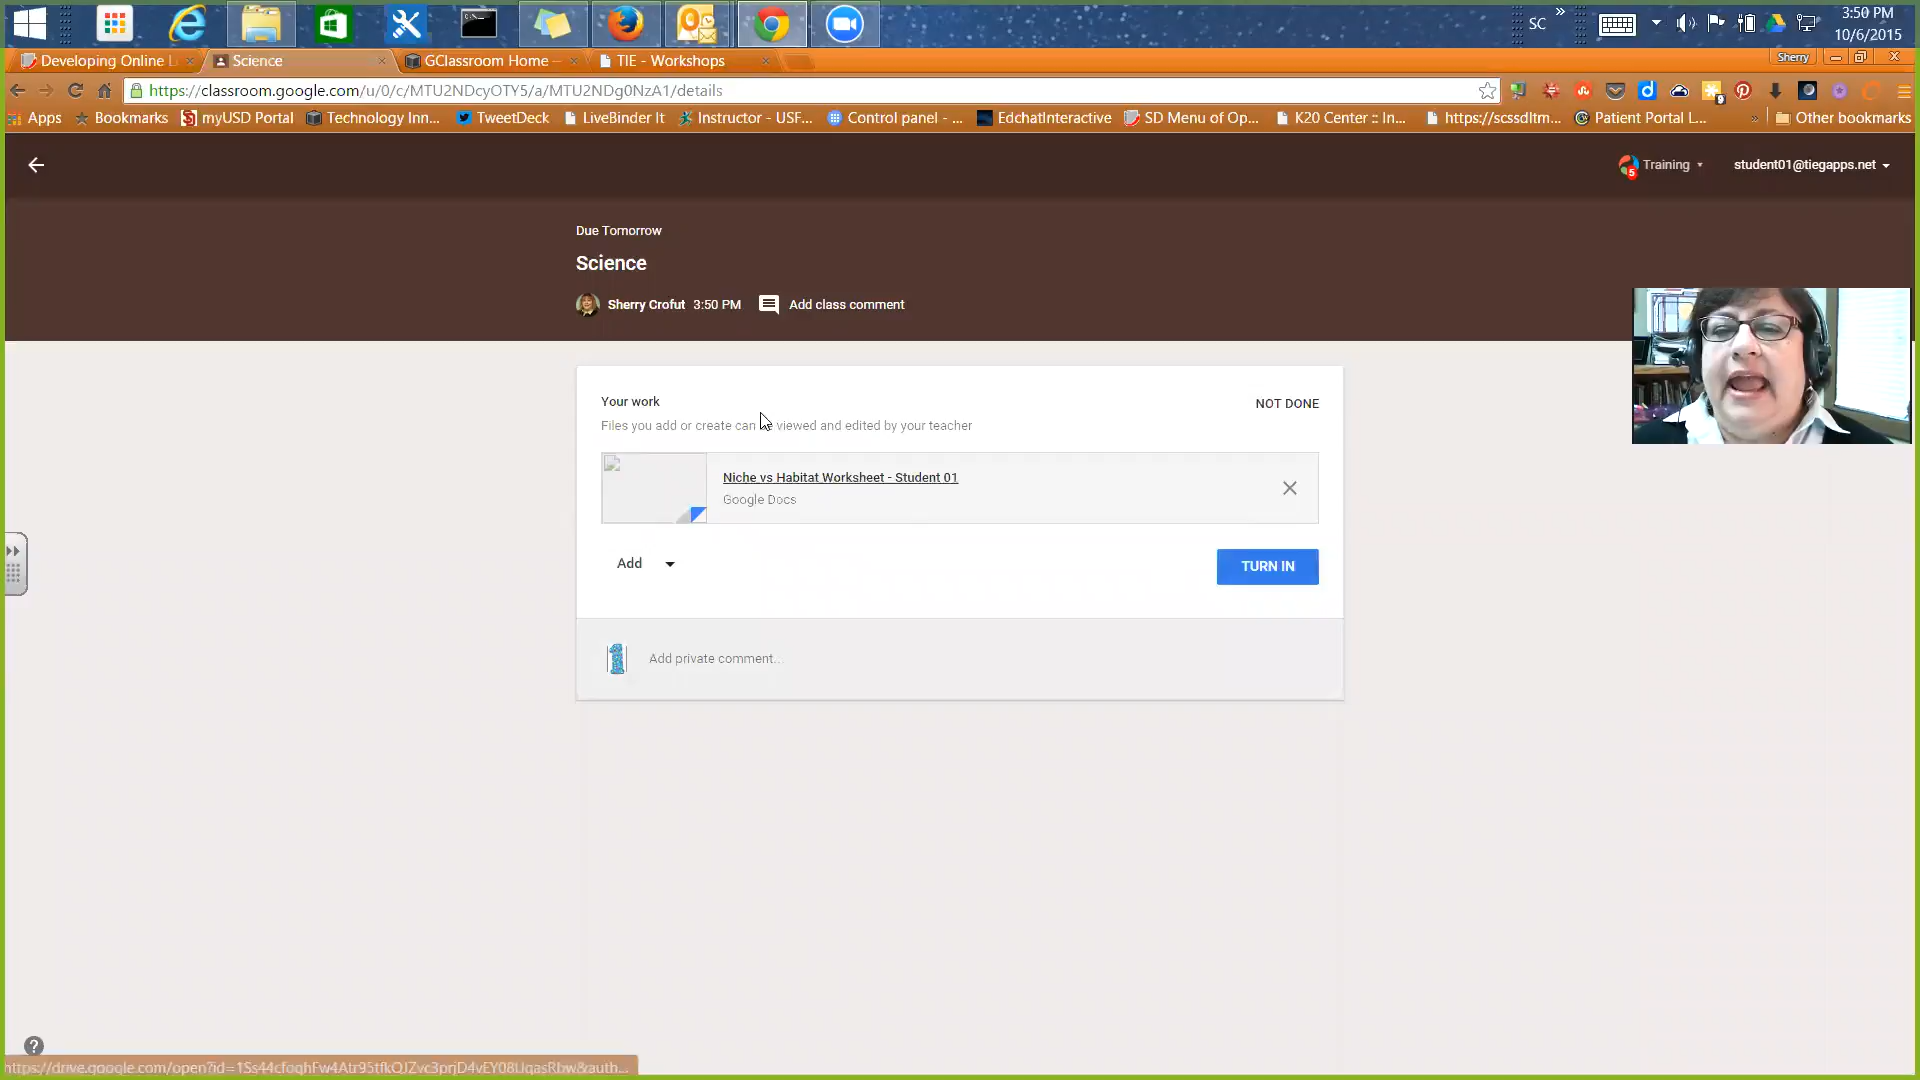 SC
3:50 PM
10/6/2015
Developing Online L
Science
GClassroom Home -
TIE - Workshops
Sherry
https://classroom.google.com/u/0/c/MTU2NDcyOTY5/a/MTU2NDg0NzA1/details
9
Apps
Bookmarks
myUSD Portal
Technology Inn...
TweetDeck
LiveBinder It
Instructor - USF...
Control panel - ...
EdchatInteractive
SD Menu of Op...
K20 Center :: In...
https://scssdltm...
Patient Portal L...
Other bookmarks
5
Training
student01@tiegapps.net
Due Tomorrow
Science
Sherry Crofut 3:50 PM
Add class comment
Your work
NOT DONE
Files you add or create can viewed and edited by your teacher
Niche vs Habitat Worksheet - Student 01
Google Docs
Add
TURN IN
1
Add private comment...
?